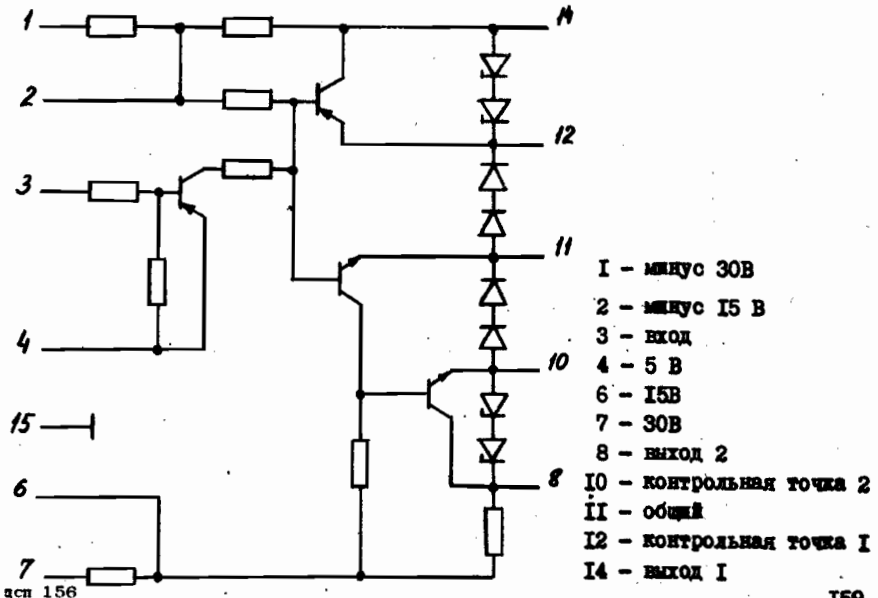 1
14
2
12
3
11
4
10
15
6
8
7
I - минус 30В
2 - минус I5 В
3 - вход
4 - 5 В
6 - I5В
7 - 30В
8 - выход 2
I0 - контрольная точка 2
II - общий
I2 - контрольная точка I
I4 - выход I
дсп 156
I59